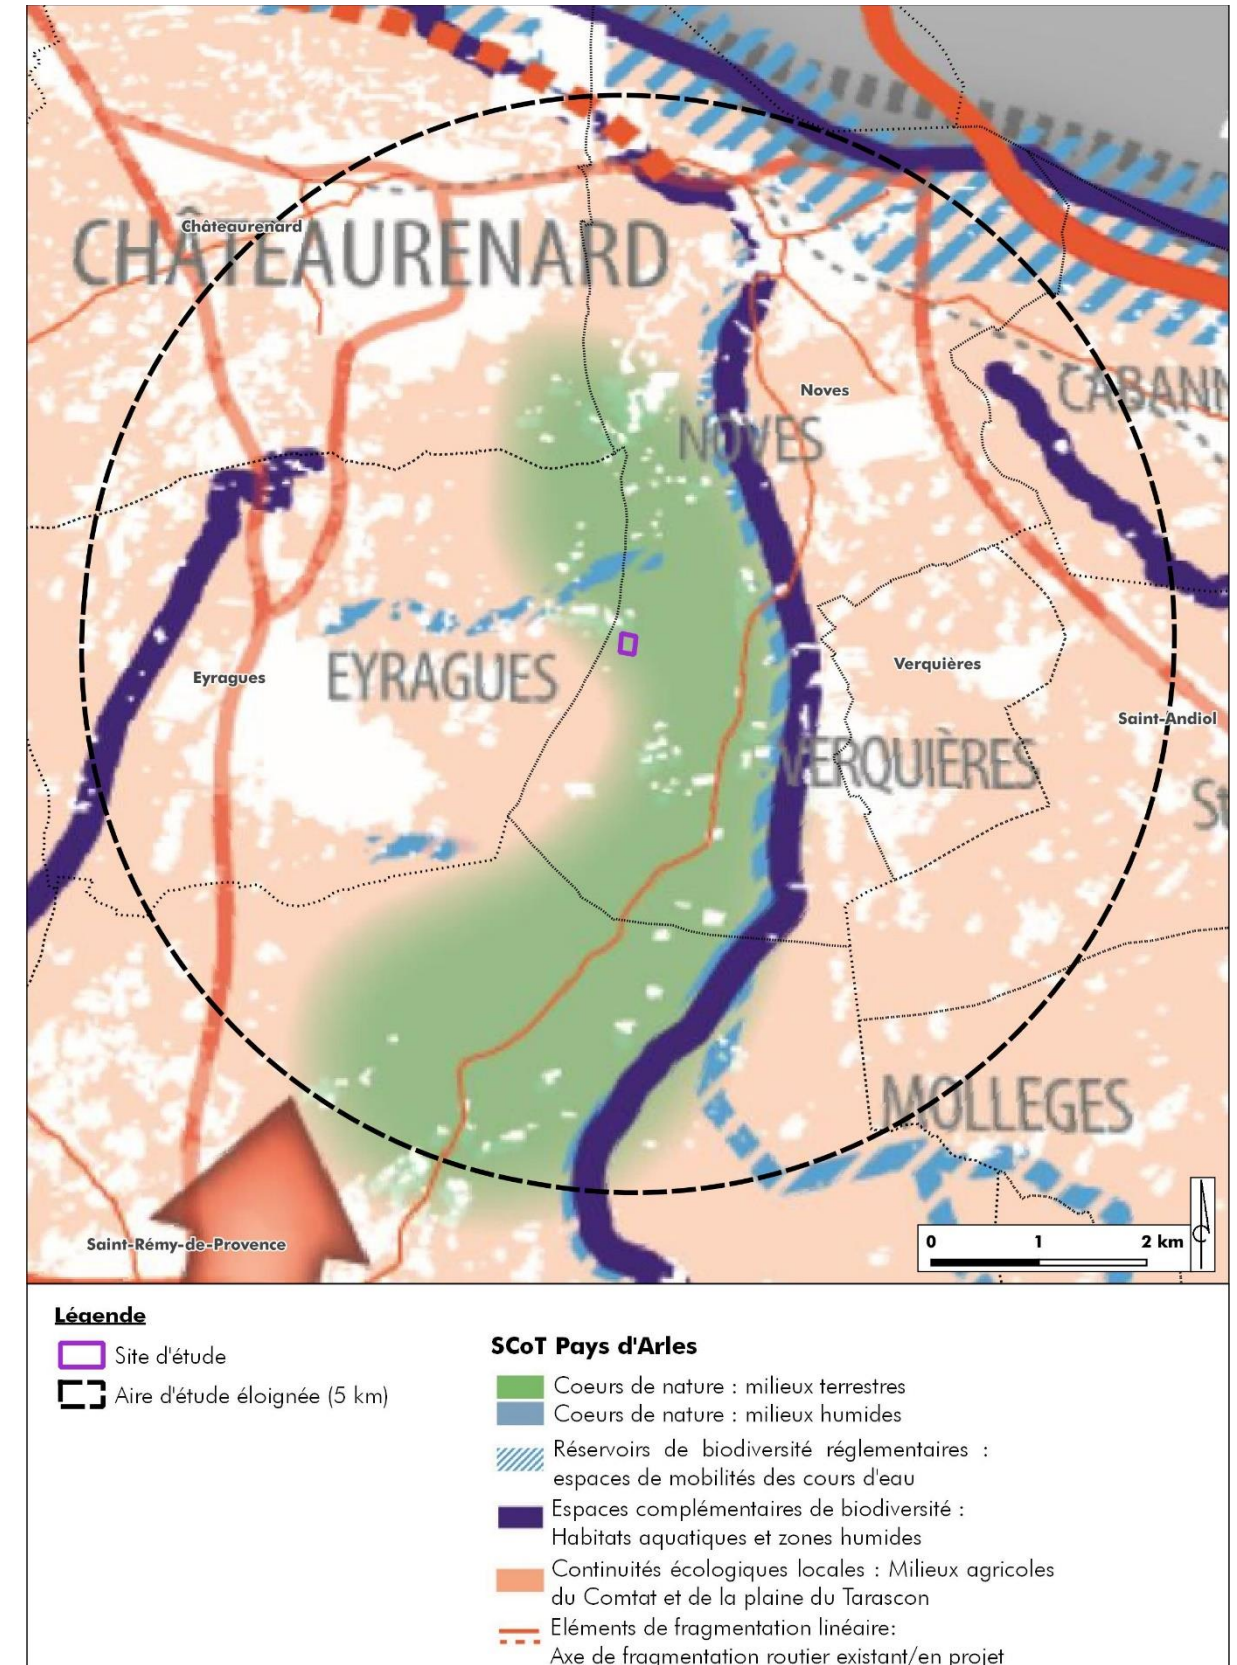 Châteaurenard
CHÂTEAURENARD
Noves
CABANN
NOVES
Verquières
Eyragues
EYRAGUES
Saint-Andiol
VERQUIÈRES
St
MOLLEGES
Saint-Rémy-de-Provence
0 1 2 km
Légende
Site d'étude
Aire d'étude éloignée (5 km)
SCoT Pays d'Arles
Coeurs de nature : milieux terrestres
Coeurs de nature : milieux humides
Réservoirs de biodiversité réglementaires :
espaces de mobilités des cours d'eau
Espaces complémentaires de biodiversité :
Habitats aquatiques et zones humides
Continuités écologiques locales : Milieux agricoles
du Comtat et de la plaine du Tarascon
Eléments de fragmentation linéaire:
Axe de fragmentation routier existant/en projet